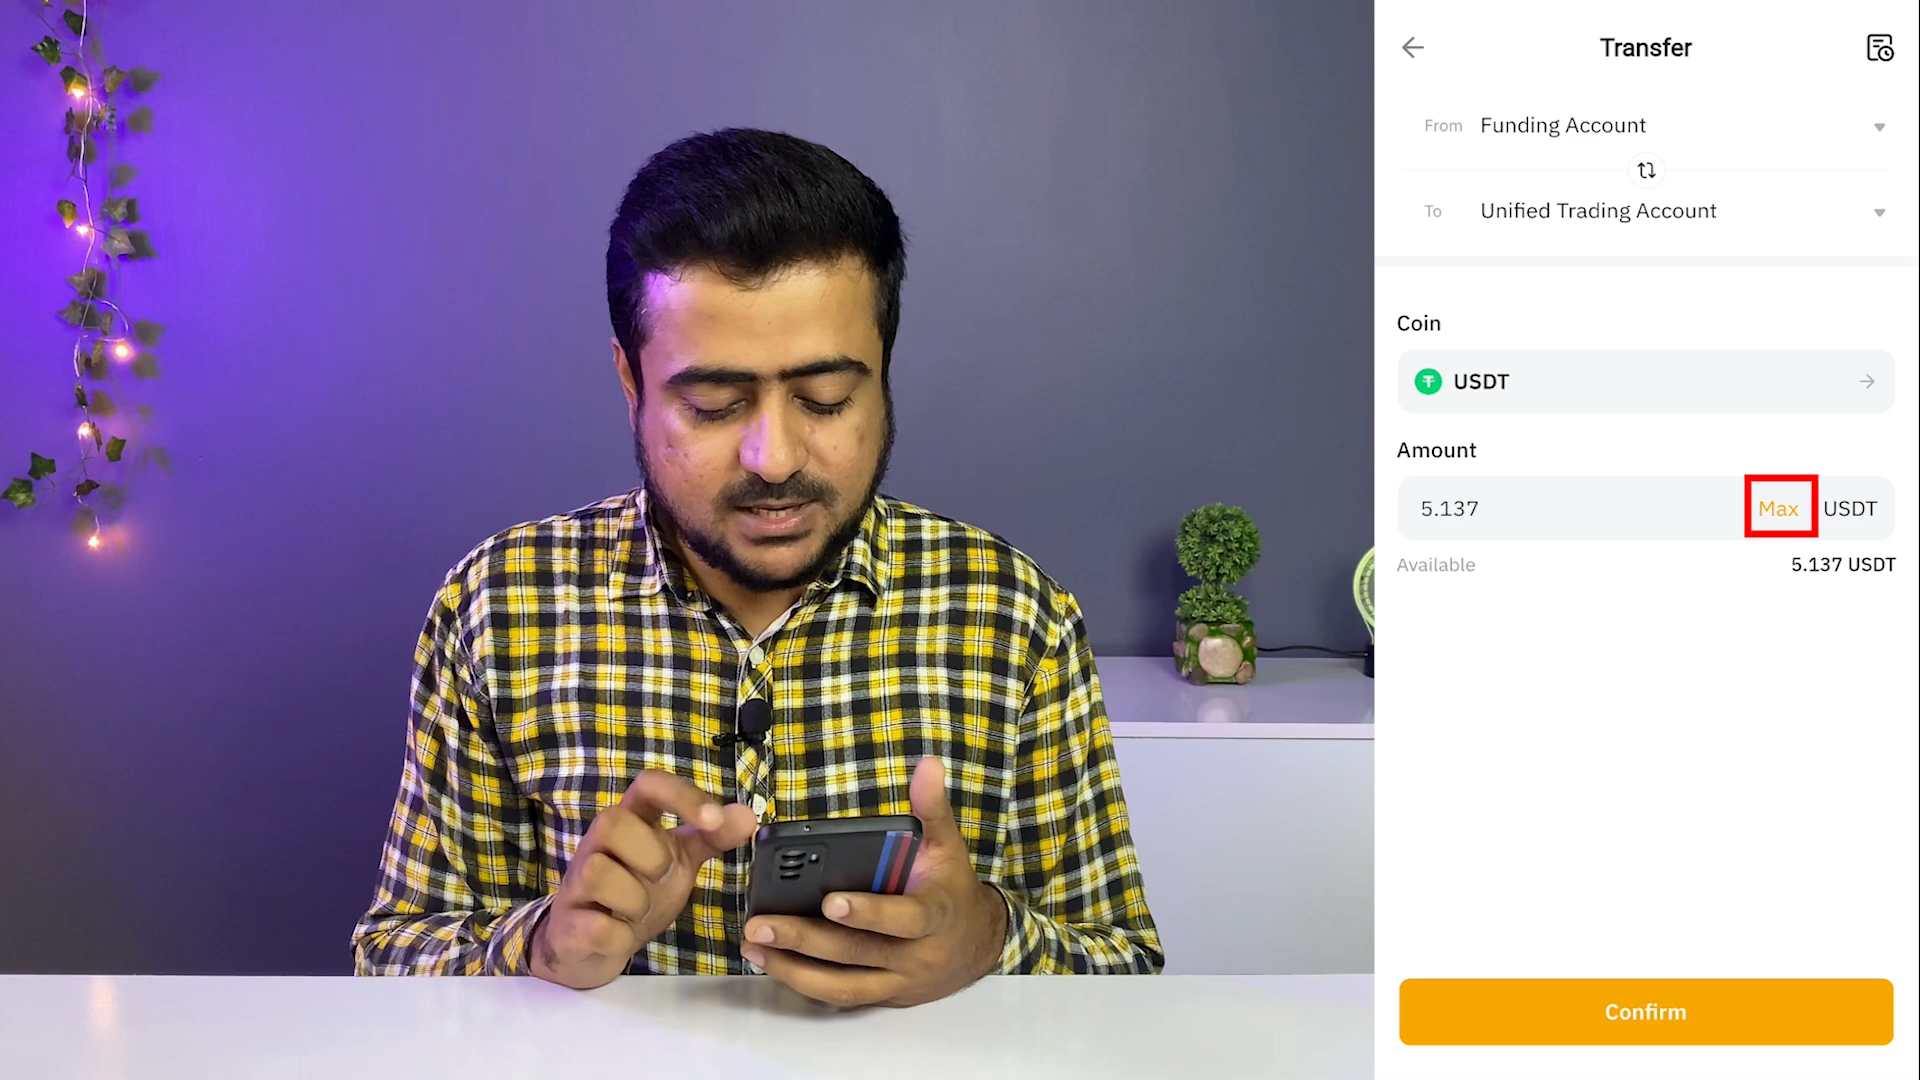 Transfer
From Funding Account
To Unified Trading Account
Coin
USDT
Amount
5.137 Max USDT
Available 5.137 USDT
Confirm